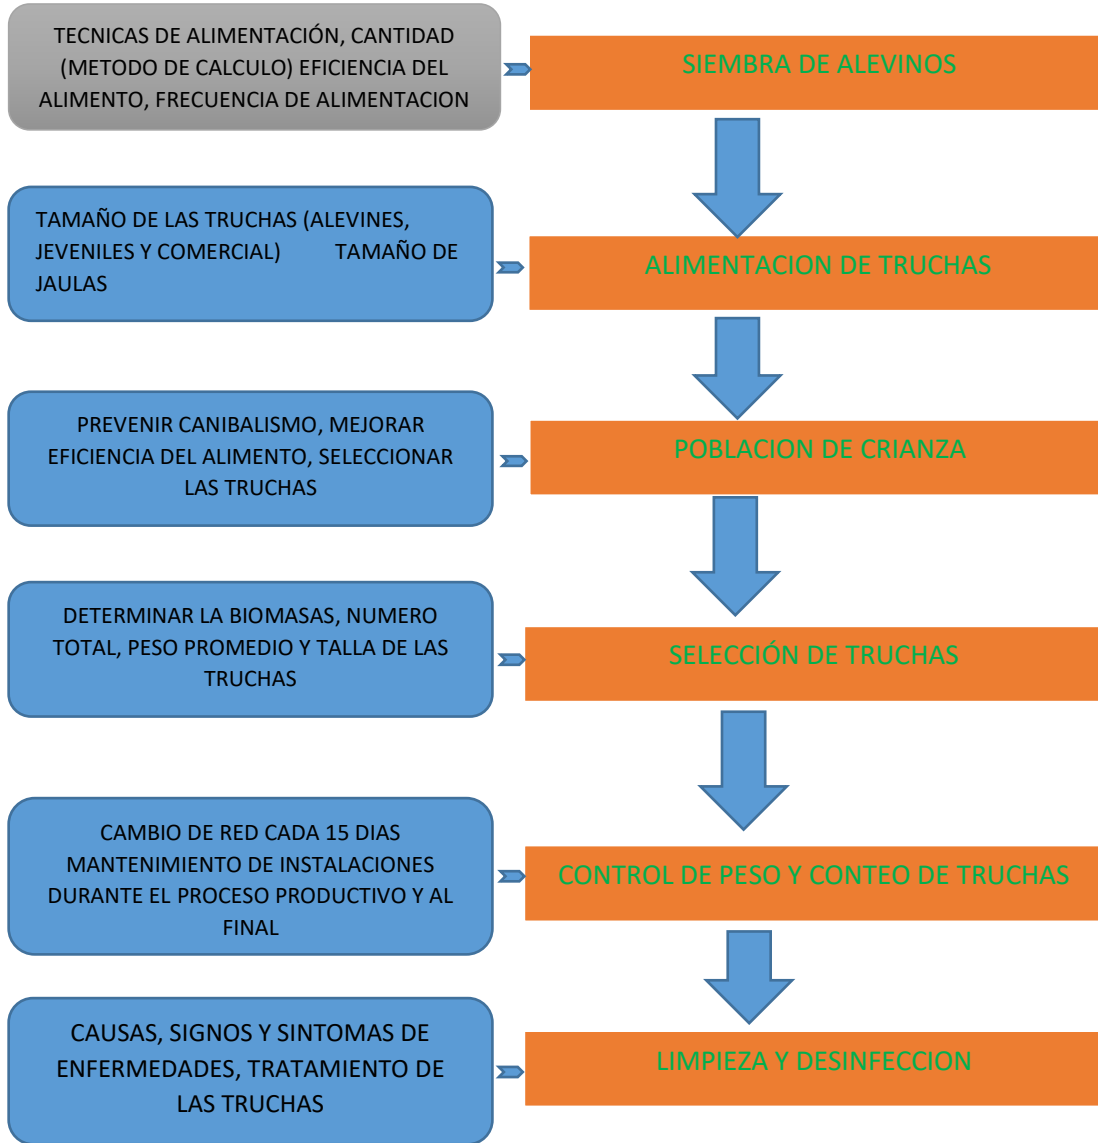 TECNICAS DE ALIMENTACIÓN, CANTIDAD
(METODO DE CALCULO) EFICIENCIA DEL
ALIMENTO, FRECUENCIA DE ALIMENTACION
SIEMBRA DE ALEVINOS
TAMAÑO DE LAS TRUCHAS (ALEVINES,
JEVENILES Y COMERCIAL) TAMAÑO DE
JAULAS
ALIMENTACION DE TRUCHAS
PREVENIR CANIBALISMO, MEJORAR
EFICIENCIA DEL ALIMENTO, SELECCIONAR
LAS TRUCHAS
POBLACION DE CRIANZA
DETERMINAR LA BIOMASAS, NUMERO
TOTAL, PESO PROMEDIO Y TALLA DE LAS
TRUCHAS
SELECCIÓN DE TRUCHAS
CAMBIO DE RED CADA 15 DIAS
MANTENIMIENTO DE INSTALACIONES
DURANTE EL PROCESO PRODUCTIVO Y AL
FINAL
CONTROL DE PESO Y CONTEO DE TRUCHAS
CAUSAS, SIGNOS Y SINTOMAS DE
ENFERMEDADES, TRATAMIENTO DE
LAS TRUCHAS
LIMPIEZA Y DESINFECCION